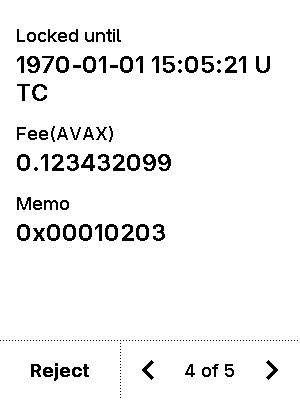 Locked until
1970-01-01 15:05:21 U
TC
Fee(AVAX)
0.123432099
Memo
0x00010203
Reject
4 of 5